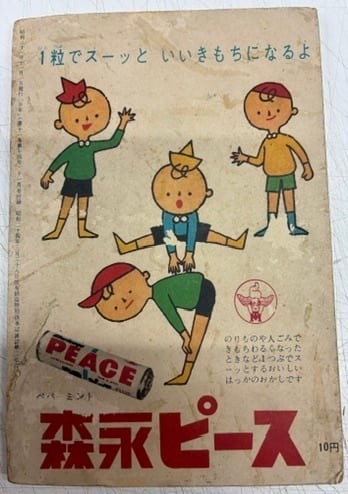 1粒でスーッと いいきもちになるよ
のりものや人ごみで
きもちわるくなった
ときなど1つぶでス
ーッとするおいしい
はっかのおかしです
PEACE
ペパーミント
森永ピース
10円